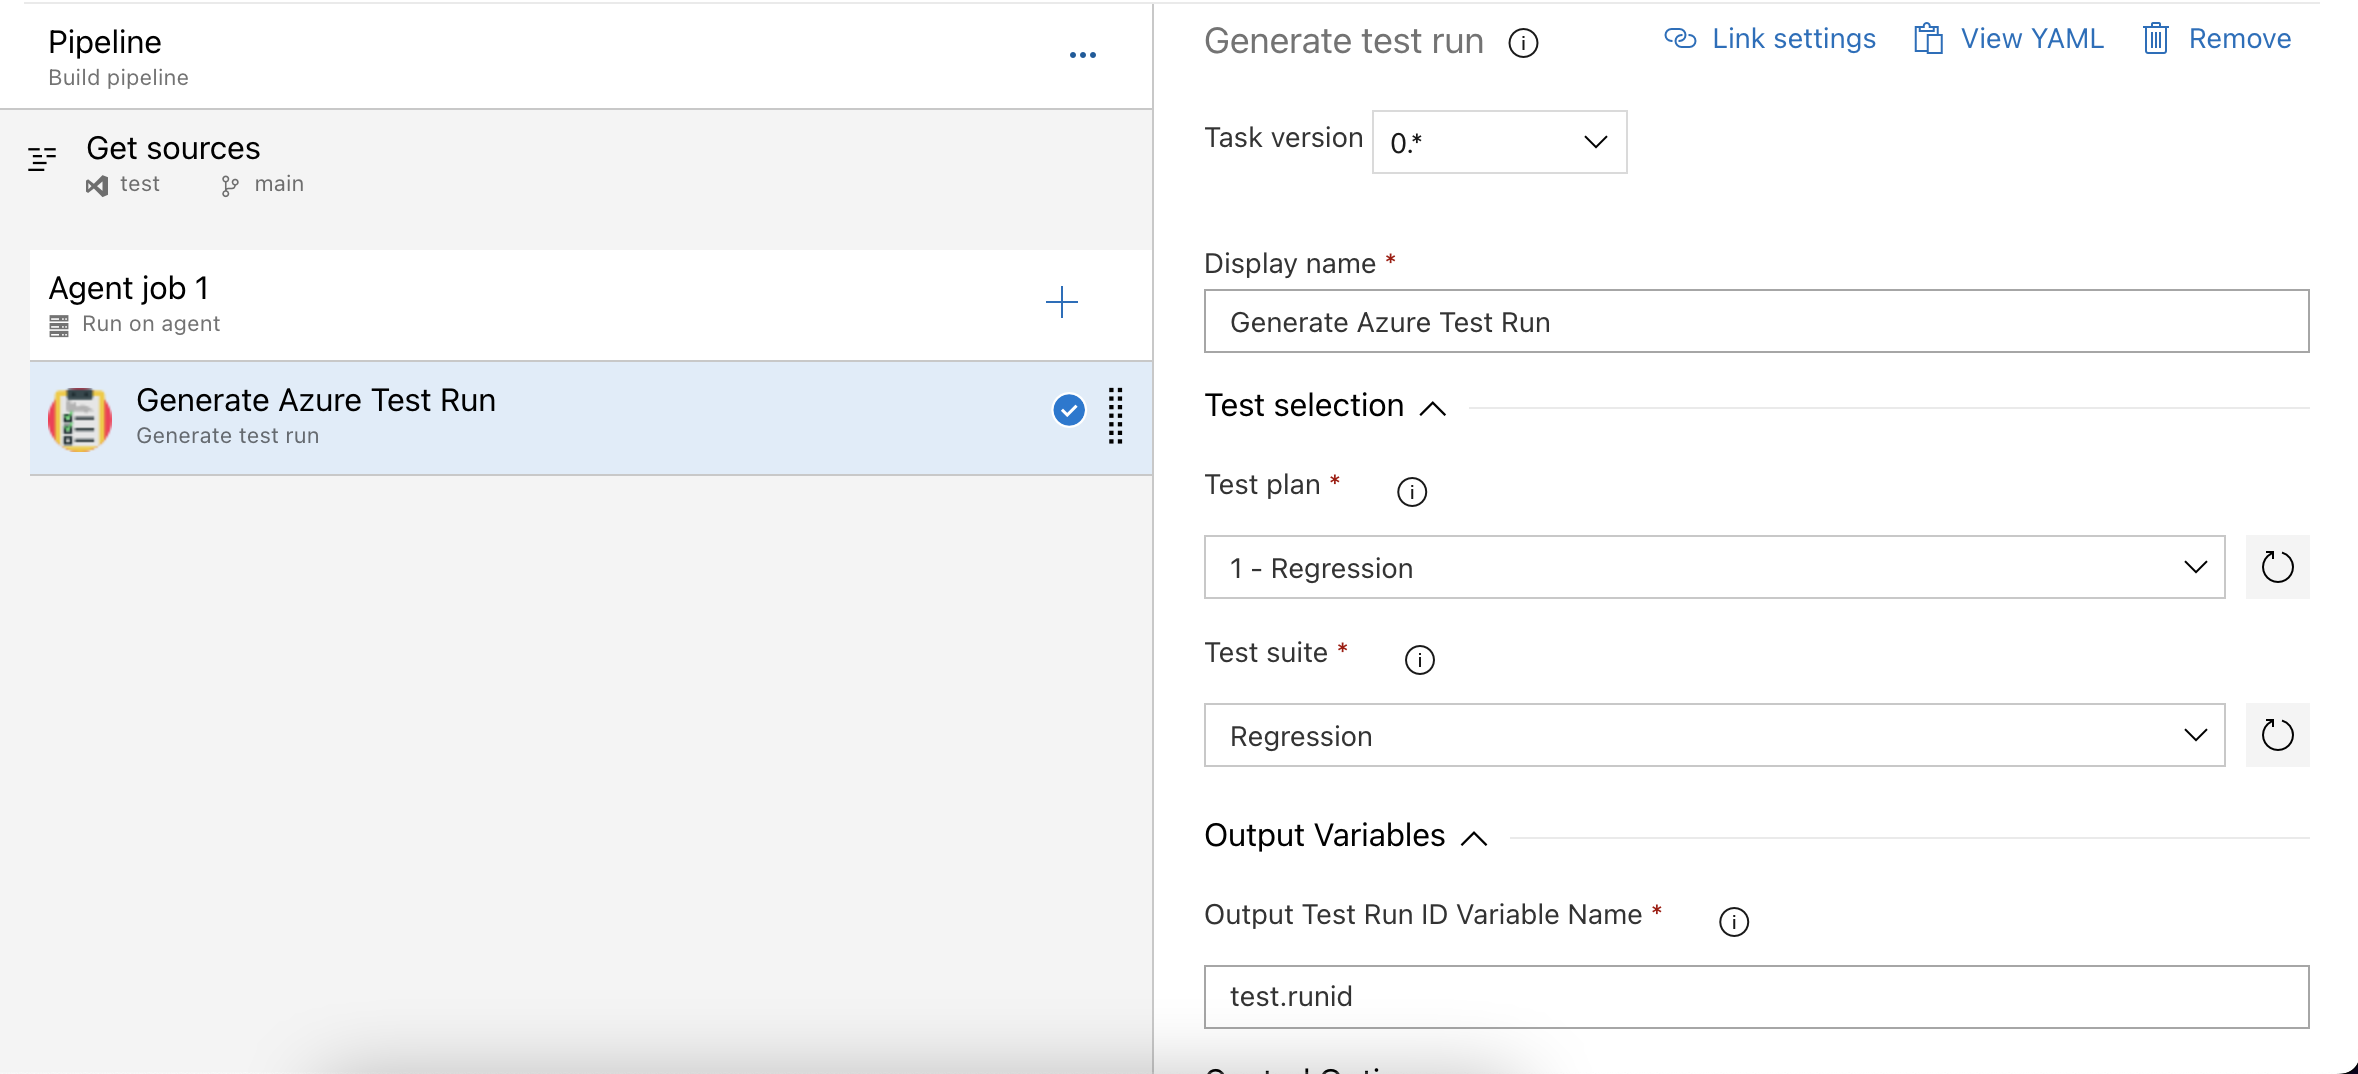 Pipeline
Build pipeline
Get sources
test main
Agent job 1
Run on agent
Generate Azure Test Run
Generate test run
Generate test run
Link settings View YAML Remove
Task version 0.*
Display name *
Generate Azure Test Run
Test selection
Test plan *
1 - Regression
Test suite *
Regression
Output Variables
Output Test Run ID Variable Name *
test.runid